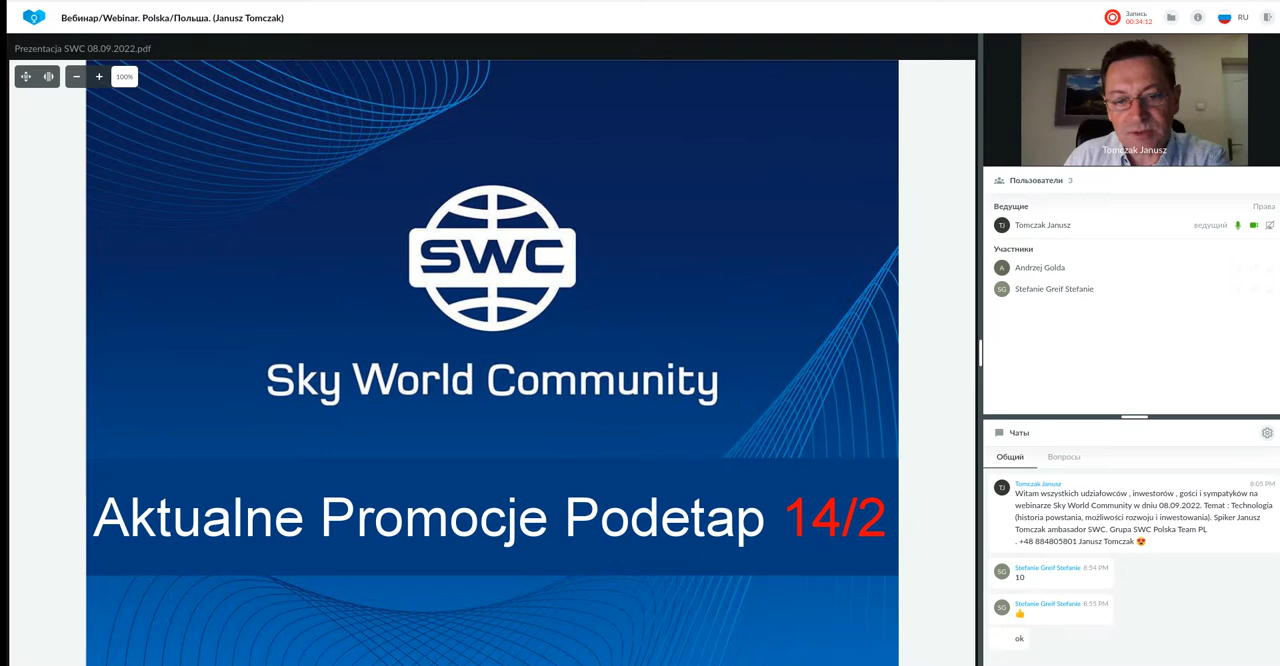 Вебинар/Webinar. Polska/Польша. (Janusz Tomczak)
Запись
00:34:12
RU
Prezentacja SWC 08.09.2022.pdf
100%
SWC
Sky World Community
Aktualne Promocje Podetap 14/2
Tomczak Janusz
Пользователи 3
Ведущие Права
TJ Tomczak Janusz ведущий
Участники
A Andrzej Golda
SG Stefanie Greif Stefanie
Чаты
Общий Вопросы
TJ Tomczak Janusz 8:05 PM
Witam wszystkich udziałowców , inwestorów , gości i sympatyków na
webinarze Sky World Community w dniu 08.09.2022. Temat : Technologia
(historia powstania, możliwości rozwoju i inwestowania). Spiker Janusz
Tomczak ambasador SWC. Grupa SWC Polska Team PL
. +48 884805801 Janusz Tomczak 😍
SG Stefanie Greif Stefanie 8:54 PM
10
SG Stefanie Greif Stefanie 8:55 PM
👍
ok